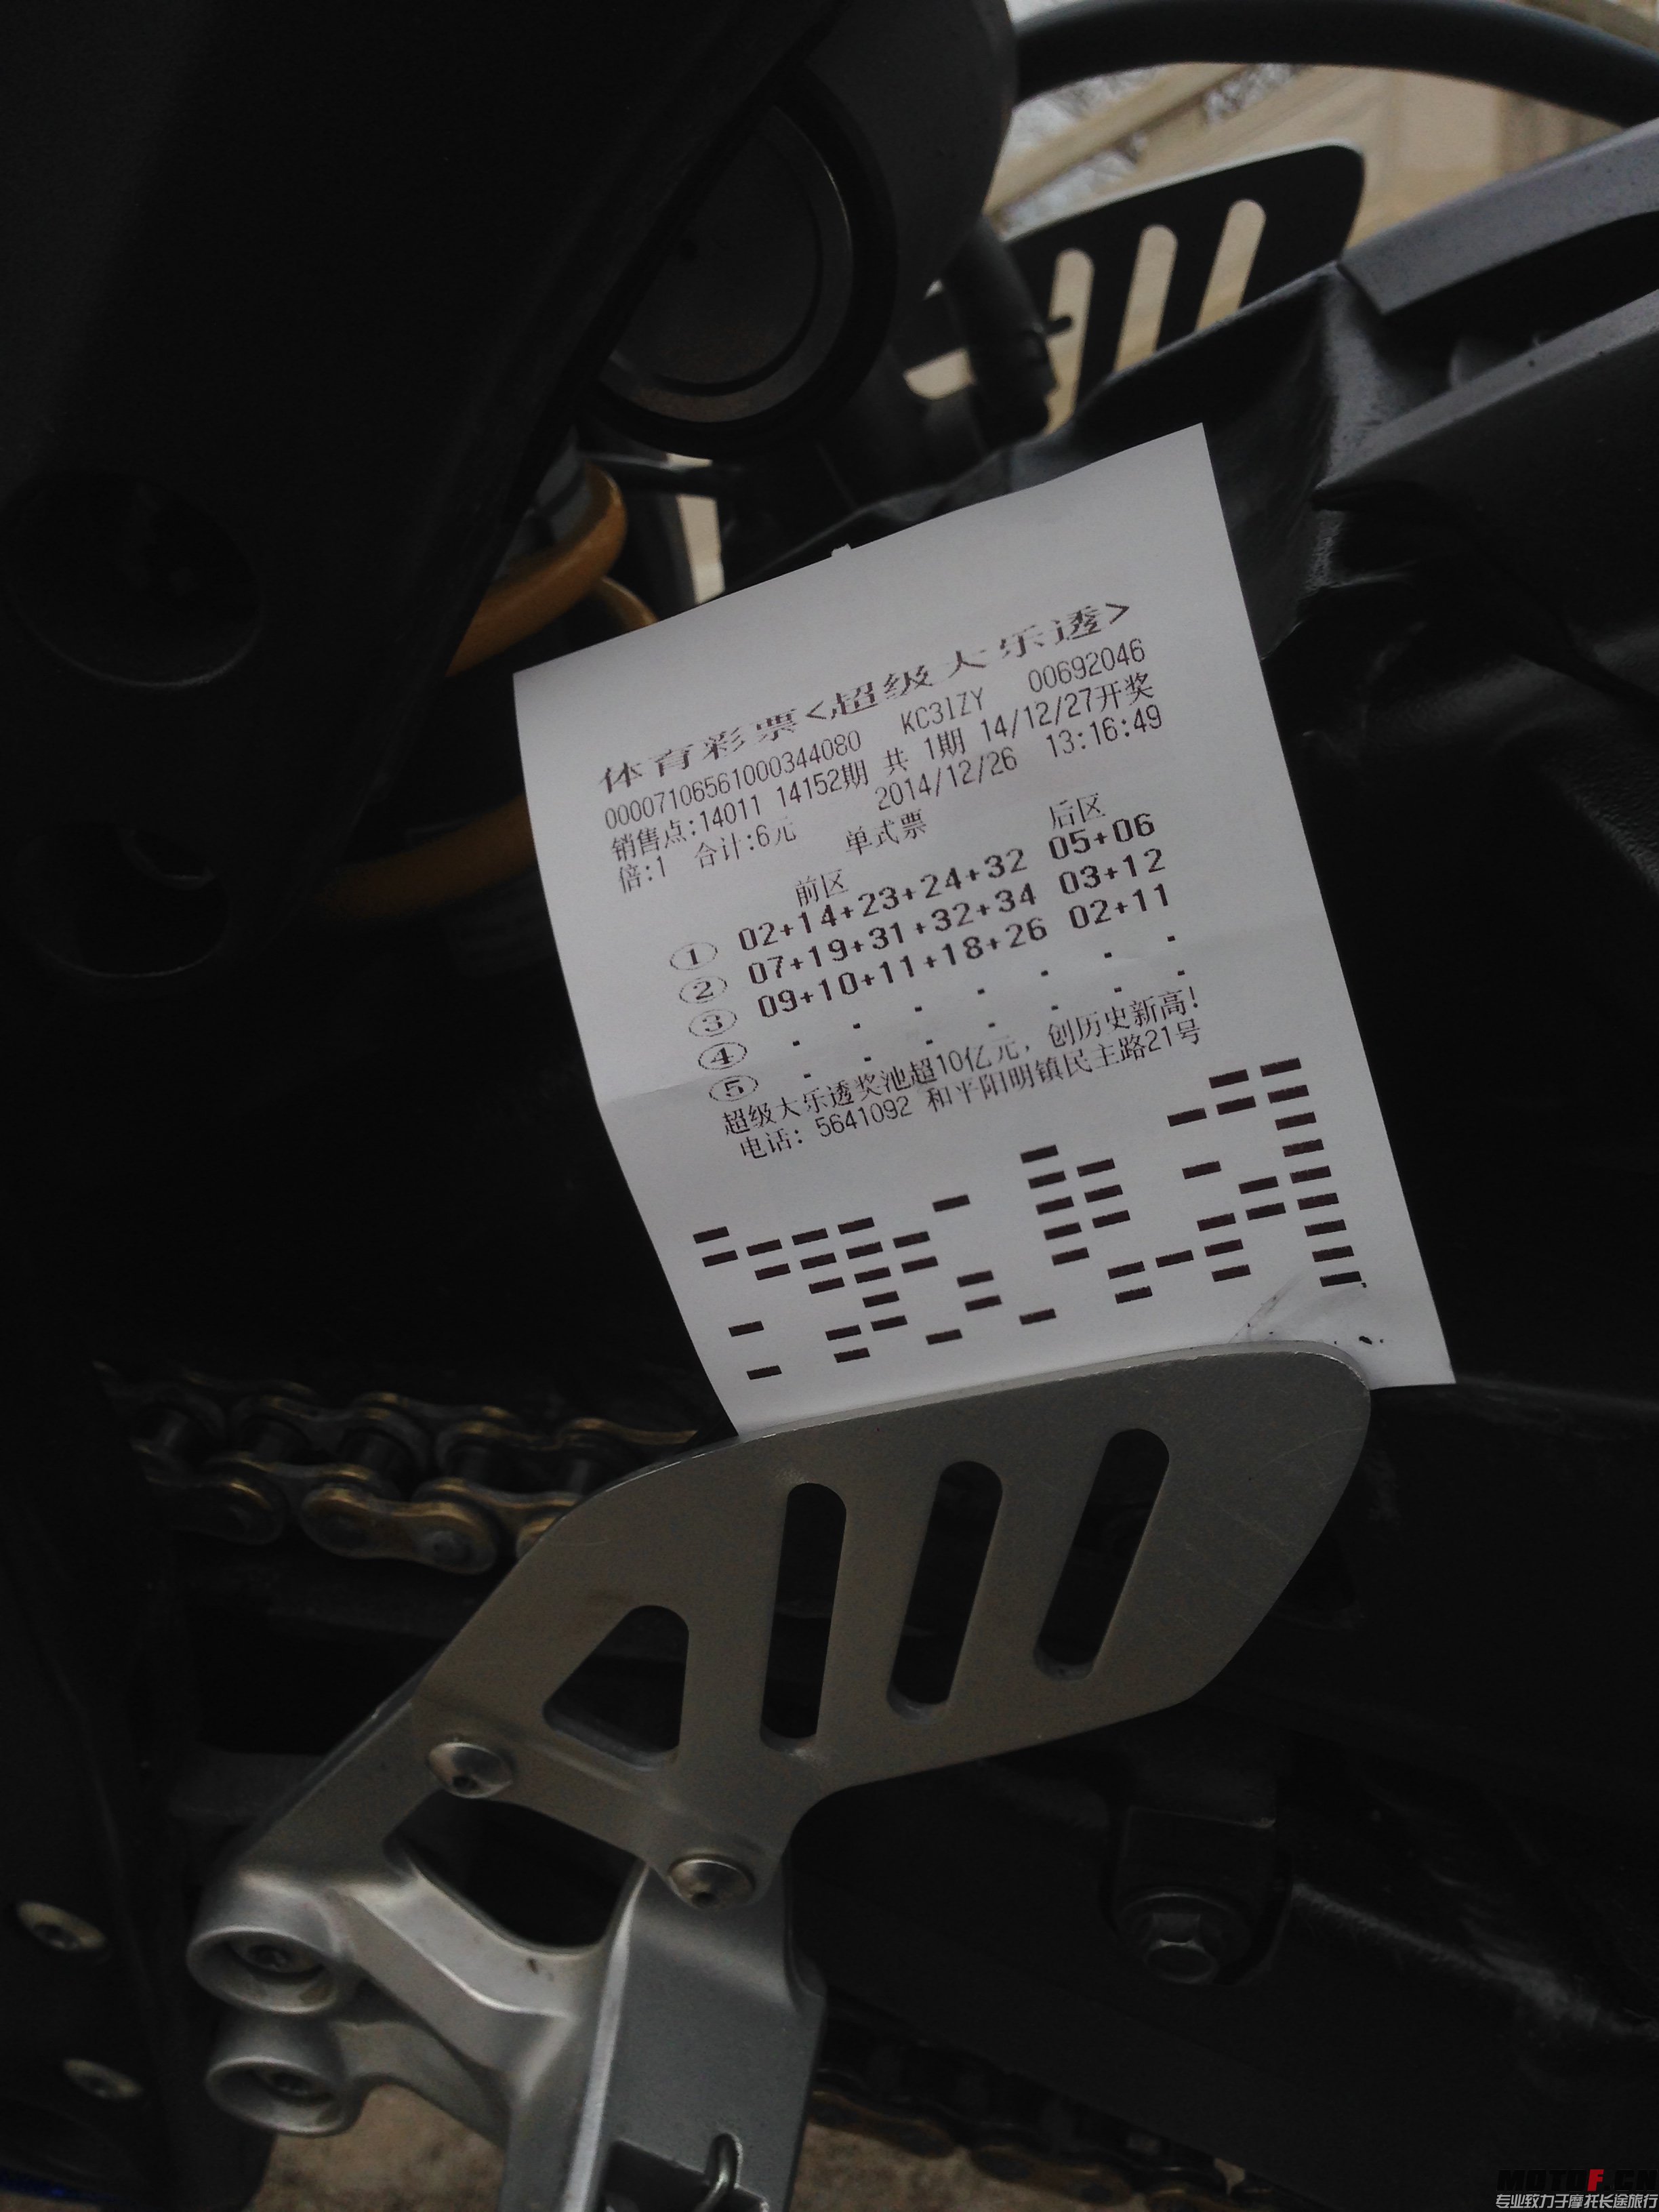 体育彩票<超级大乐透>
000071065610003440​80 KC3IZY 00692046
销售点:14011 14152期 共 1期 14/12/27开奖
倍:1 合计:6元 2014/12/26 13:16:49
单式票
前区 后区
① 02+14+23+24+32 05+06
② 07+19+31+32+34 03+12
③ 09+10+11+18+26 02+11
④
⑤
超级大乐透奖池超10亿元，创历史新高!
电话: 5641092 和平阳明镇民主路21号
MOTOF.CN
专业致力于摩托长途旅行